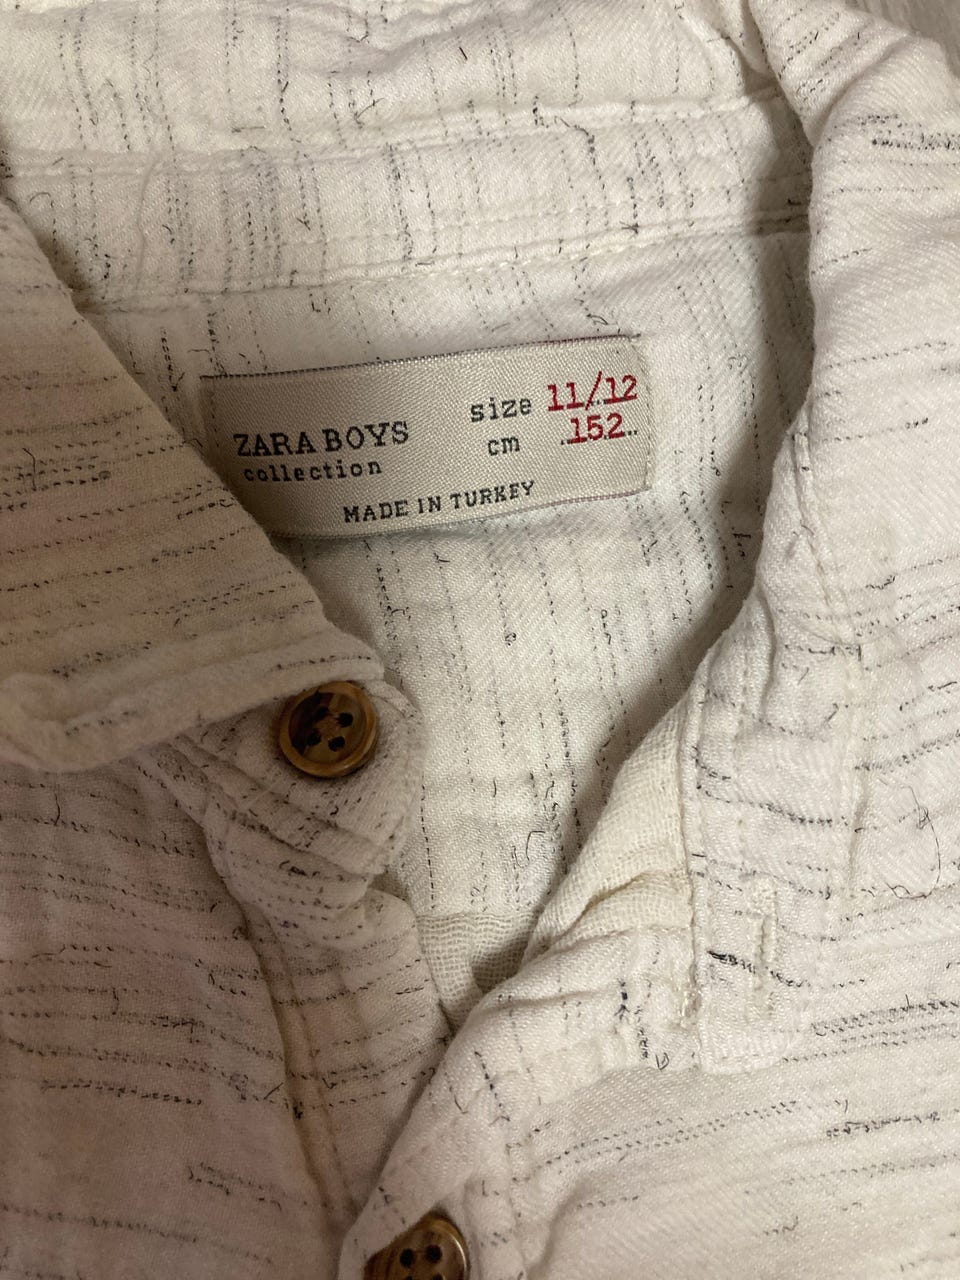 ZARA BOYS
collection
size 11/12
cm 152
MADE IN TURKEY